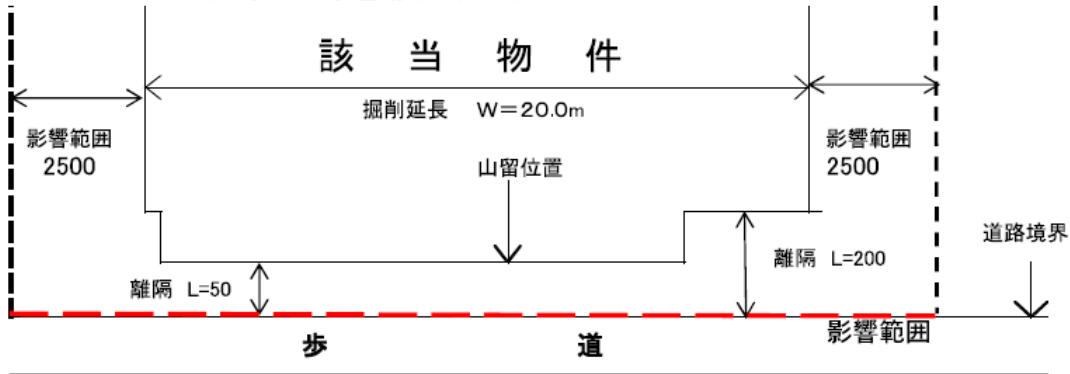 該当物件
掘削延長 W=20.0m
影響範囲
2500
影響範囲
2500
山留位置
道路境界
離隔 L=200
離隔 L=50
影響範囲
歩道